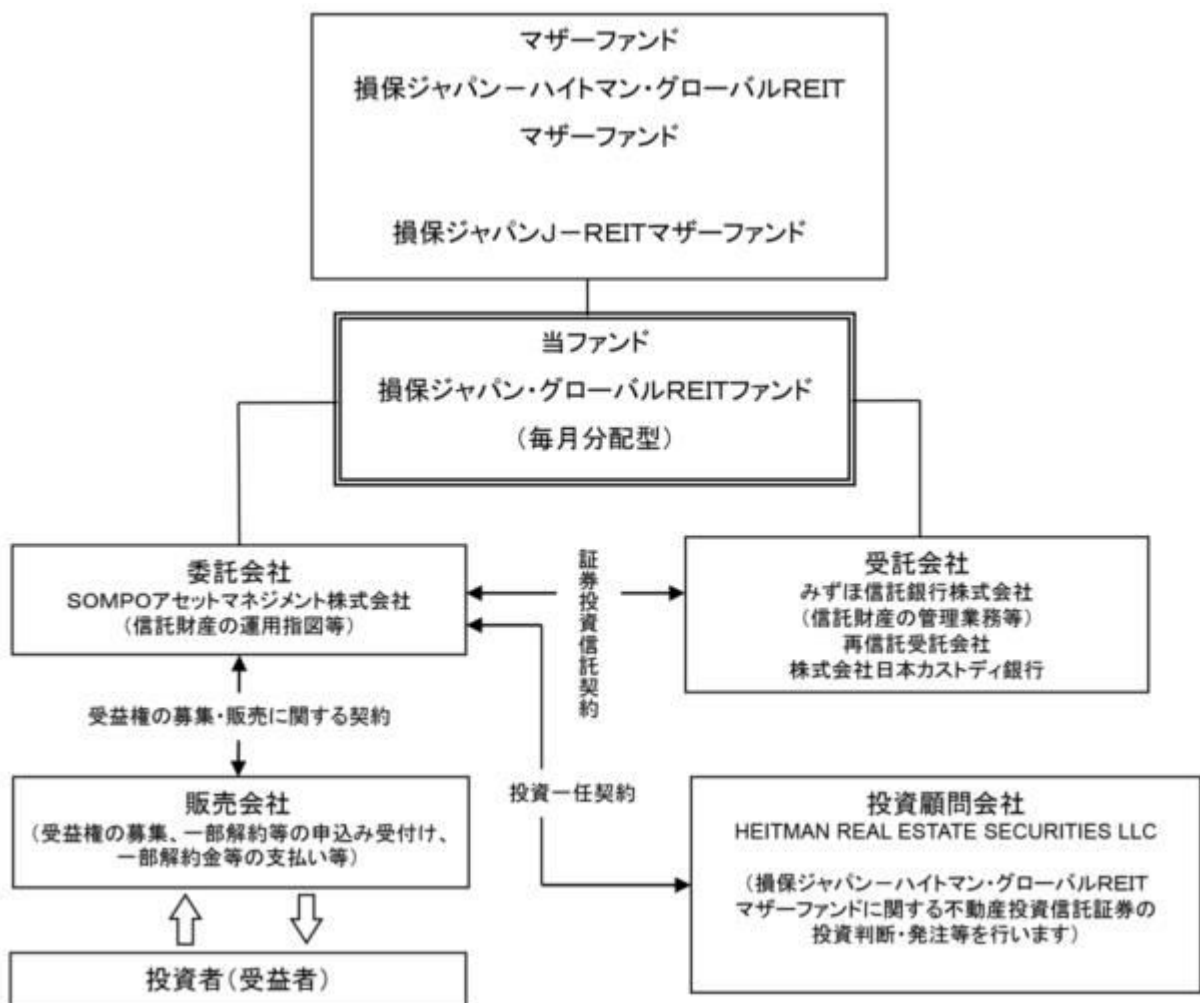 マザーファンド
損保ジャパン－ハイトマン・グローバルREIT
マザーファンド
損保ジャパンJ－REITマザーファンド
当ファンド
損保ジャパン・グローバルREITファンド
（毎月分配型）
委託会社
SOMPOアセットマネジメント株式会社
（信託財産の運用指図等）
証券投資信託契約
受託会社
みずほ信託銀行株式会社
（信託財産の管理業務等）
再信託受託会社
株式会社日本カストディ銀行
受益権の募集・販売に関する契約
投資一任契約
販売会社
（受益権の募集、一部解約等の申込み受付け、
一部解約金等の支払い等）
投資顧問会社
HEITMAN REAL ESTATE SECURITIES LLC
（損保ジャパン－ハイトマン・グローバルREIT
マザーファンドに関する不動産投資信託証券の
投資判断・発注等を行います）
投資者（受益者）